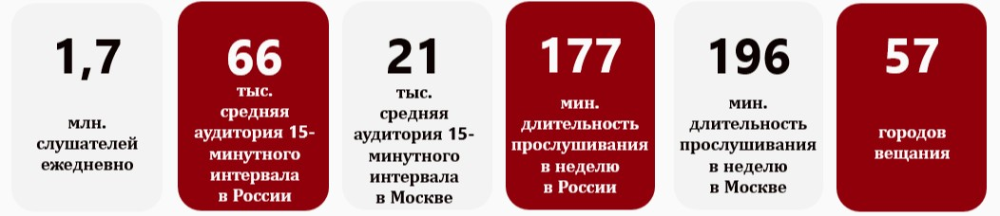 1,7
млн.
слушателей
ежедневно
66
тыс.
средняя
аудитория 15-
минутного
интервала
в России
21
тыс.
средняя
аудитория 15-
минутного
интервала
в Москве
177
мин.
длительность
прослушивания
в неделю
в России
196
мин.
длительность
прослушивания
в неделю
в Москве
57
городов
вещания